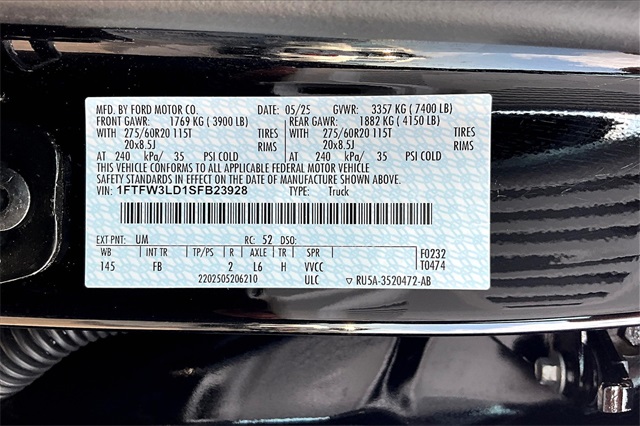 MFD. BY FORD MOTOR CO. DATE: 05/25 GVWR: 3357 KG ( 7400 LB)
FRONT GAWR: 1769 KG ( 3900 LB) REAR GAWR: 1882 KG ( 4150 LB)
WITH 275/60R20 115T TIRES WITH 275/60R20 115T TIRES
20x8.5J RIMS 20x8.5J RIMS
AT 240 kPa/ 35 PSI COLD AT 240 kPa/ 35 PSI COLD
THIS VEHICLE CONFORMS TO ALL APPLICABLE FEDERAL MOTOR VEHICLE
SAFETY STANDARDS IN EFFECT ON THE DATE OF MANUFACTURE SHOWN ABOVE.
VIN: 1FTFW3LD1SFB23928 TYPE: Truck
EXT PNT: UM RC: 52 DSO: F0232
WB INT TR TP/PS R AXLE TR SPR T0474
145 FB 2 L6 H VVCC
2202505206210 ULC ▽ RU5A-3520472-AB